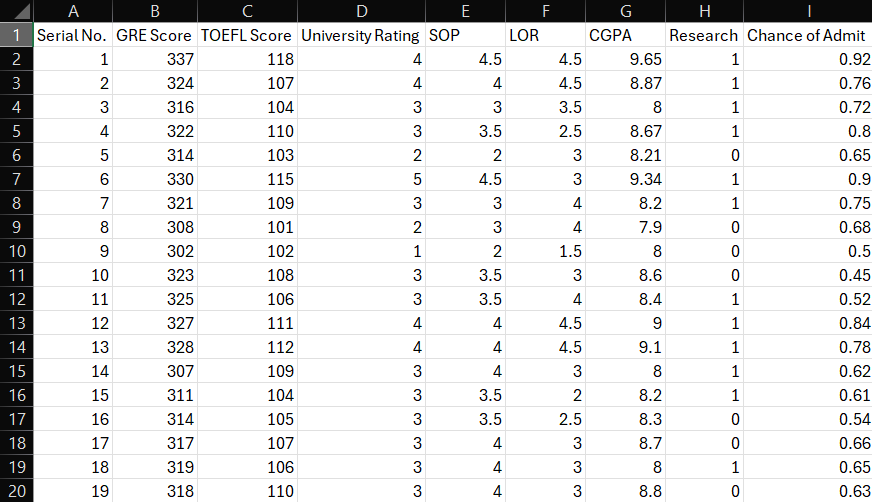 A B C D E F G H I
1 Serial No. GRE Score TOEFL Score University Rating SOP LOR CGPA Research Chance of Admit
2 1 337 118 4 4.5 4.5 9.65 1 0.92
3 2 324 107 4 4 4.5 8.87 1 0.76
4 3 316 104 3 3 3.5 8 1 0.72
5 4 322 110 3 3.5 2.5 8.67 1 0.8
6 5 314 103 2 2 3 8.21 0 0.65
7 6 330 115 5 4.5 3 9.34 1 0.9
8 7 321 109 3 3 4 8.2 1 0.75
9 8 308 101 2 3 4 7.9 0 0.68
10 9 302 102 1 2 1.5 8 0 0.5
11 10 323 108 3 3.5 3 8.6 0 0.45
12 11 325 106 3 3.5 4 8.4 1 0.52
13 12 327 111 4 4 4.5 9 1 0.84
14 13 328 112 4 4 4.5 9.1 1 0.78
15 14 307 109 3 4 3 8 1 0.62
16 15 311 104 3 3.5 2 8.2 1 0.61
17 16 314 105 3 3.5 2.5 8.3 0 0.54
18 17 317 107 3 4 3 8.7 0 0.66
19 18 319 106 3 4 3 8 1 0.65
20 19 318 110 3 4 3 8.8 0 0.63